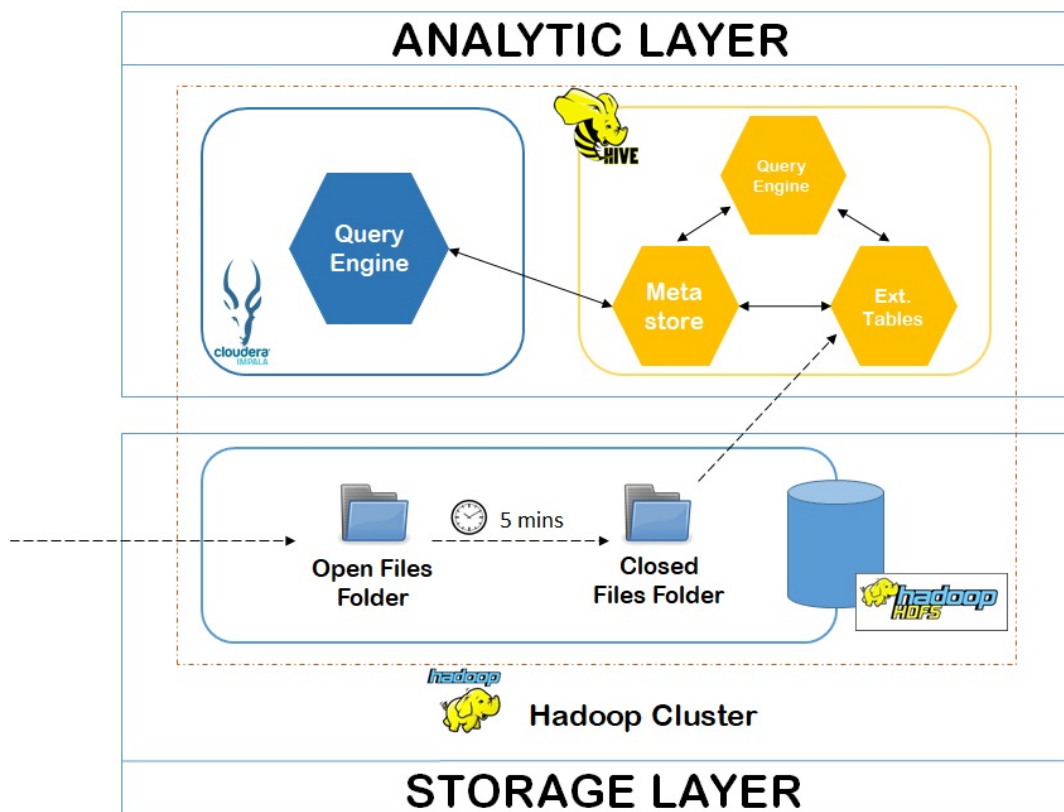 ANALYTIC LAYER
HIVE
Query
Engine
Query
Engine
Meta
store
Ext.
Tables
cloudera
IMPALA
5 mins
Open Files
Folder
Closed
Files Folder
hadoop
HDFS
hadoop
Hadoop Cluster
STORAGE LAYER